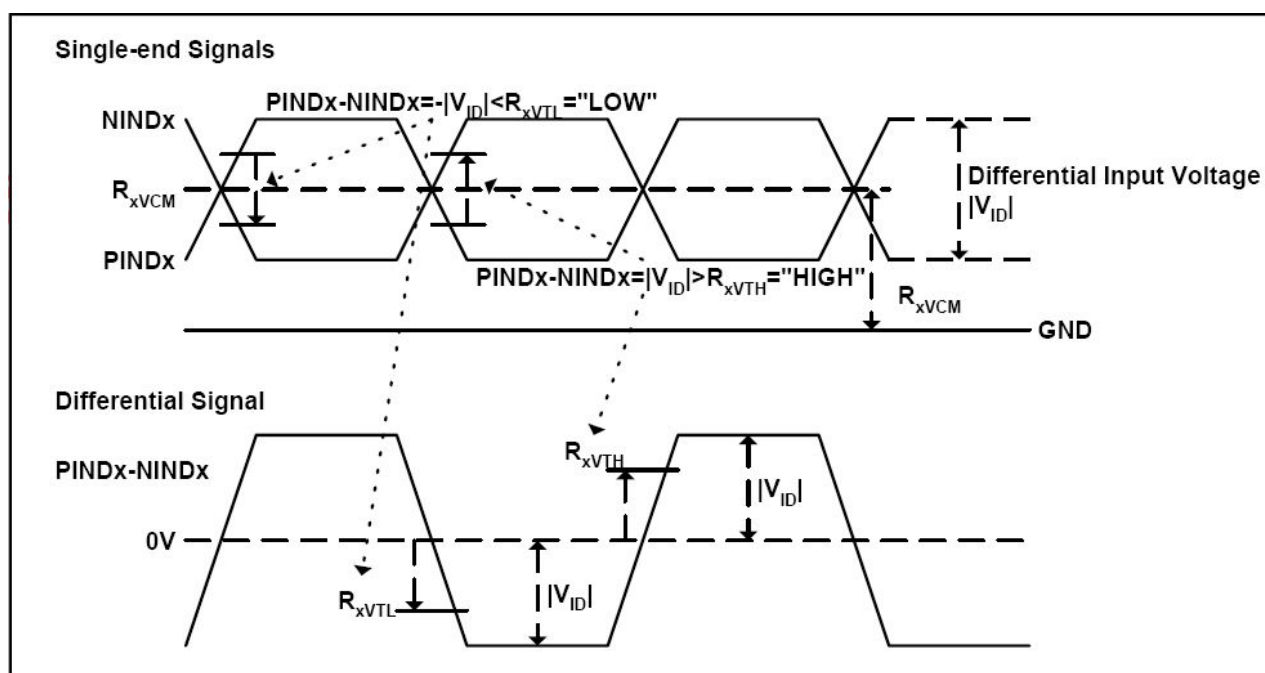 Single-end Signals
PINDx-NINDx=-|VID|<RxVTL="LOW"
NINDx
RxVCM
PINDx
Differential Input Voltage
|VID|
PINDx-NINDx=|VID|>RxVTH="HIGH"
RxVCM
GND
Differential Signal
PINDx-NINDx
RxVTH
|VID|
0V
RxVTL
|VID|